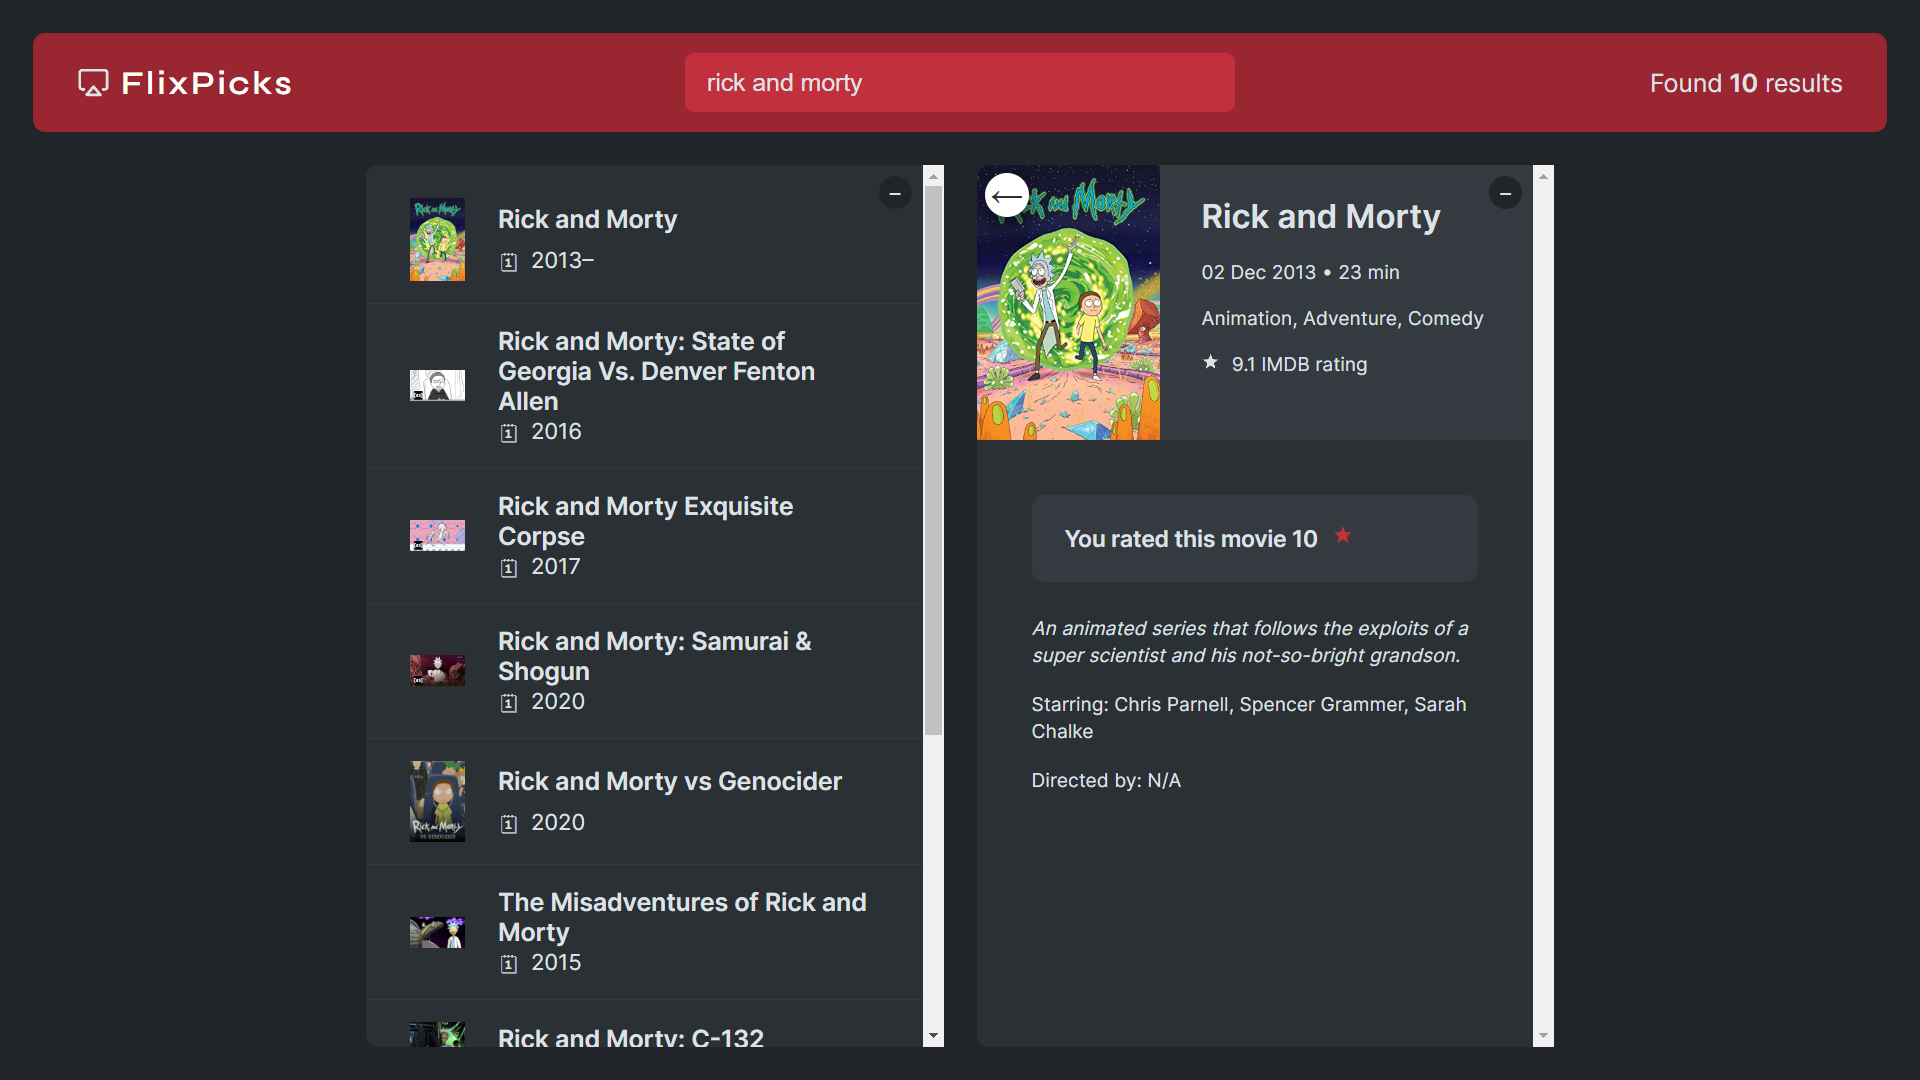 FlixPicks
rick and morty
Found 10 results
Rick and Morty
2013–
Rick and Morty: State of
Georgia Vs. Denver Fenton
Allen
2016
Rick and Morty Exquisite
Corpse
2017
Rick and Morty: Samurai &
Shogun
2020
Rick and Morty vs Genocider
2020
The Misadventures of Rick and
Morty
2015
Rick and Morty: C-132
Rick and Morty
02 Dec 2013 • 23 min
Animation, Adventure, Comedy
9.1 IMDB rating
You rated this movie 10
An animated series that follows the exploits of a
super scientist and his not-so-bright grandson.
Starring: Chris Parnell, Spencer Grammer, Sarah
Chalke
Directed by: N/A